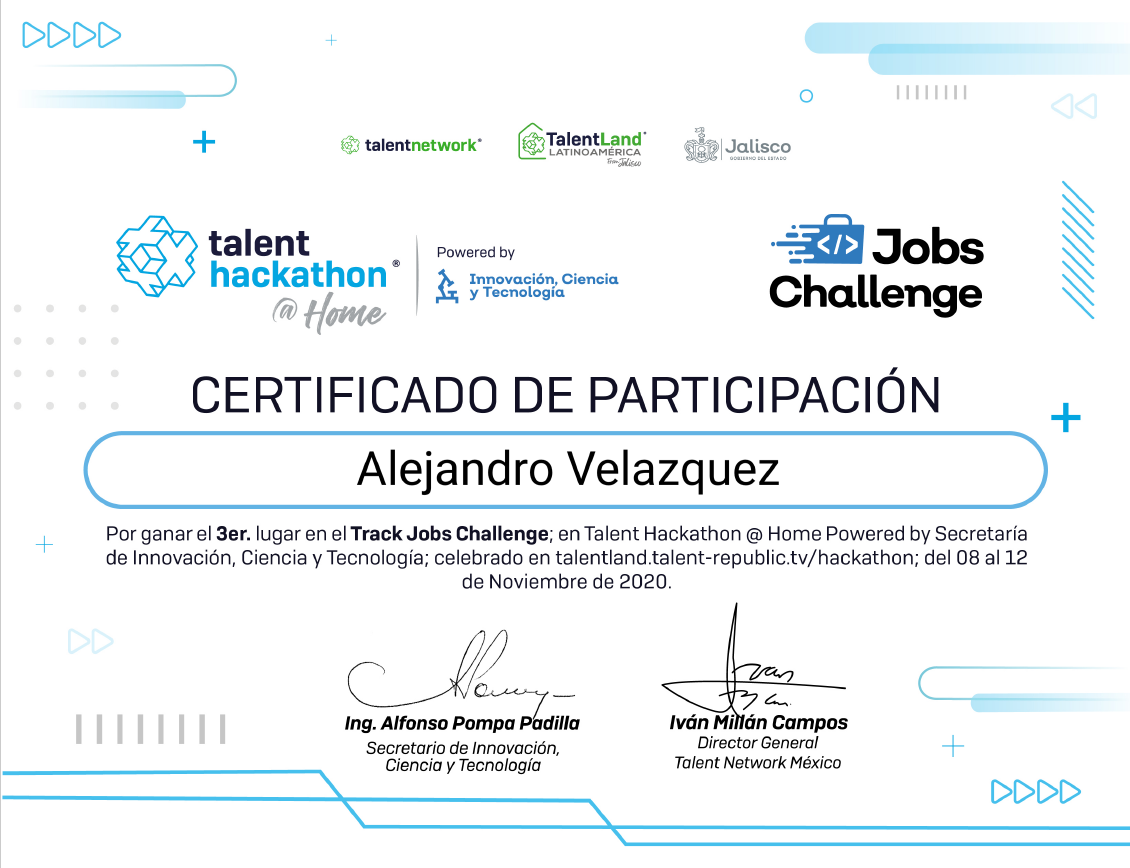 talentnetwork®
TalentLand®
LATINOAMÉRICA
From Jalisco
Jalisco
GOBIERNO DEL ESTADO
talent
hackathon®
@ Home
Powered by
Innovación, Ciencia
y Tecnología
</> Jobs
Challenge
CERTIFICADO DE PARTICIPACIÓN
Alejandro Velazquez
Por ganar el 3er. lugar en el Track Jobs Challenge; en Talent Hackathon @ Home Powered by Secretaría
de Innovación, Ciencia y Tecnología; celebrado en talentland.talent-republic.tv/hackathon; del 08 al 12
de Noviembre de 2020.
Ing. Alfonso Pompa Padilla
Secretario de Innovación,
Ciencia y Tecnología
Iván Millán Campos
Director General
Talent Network México